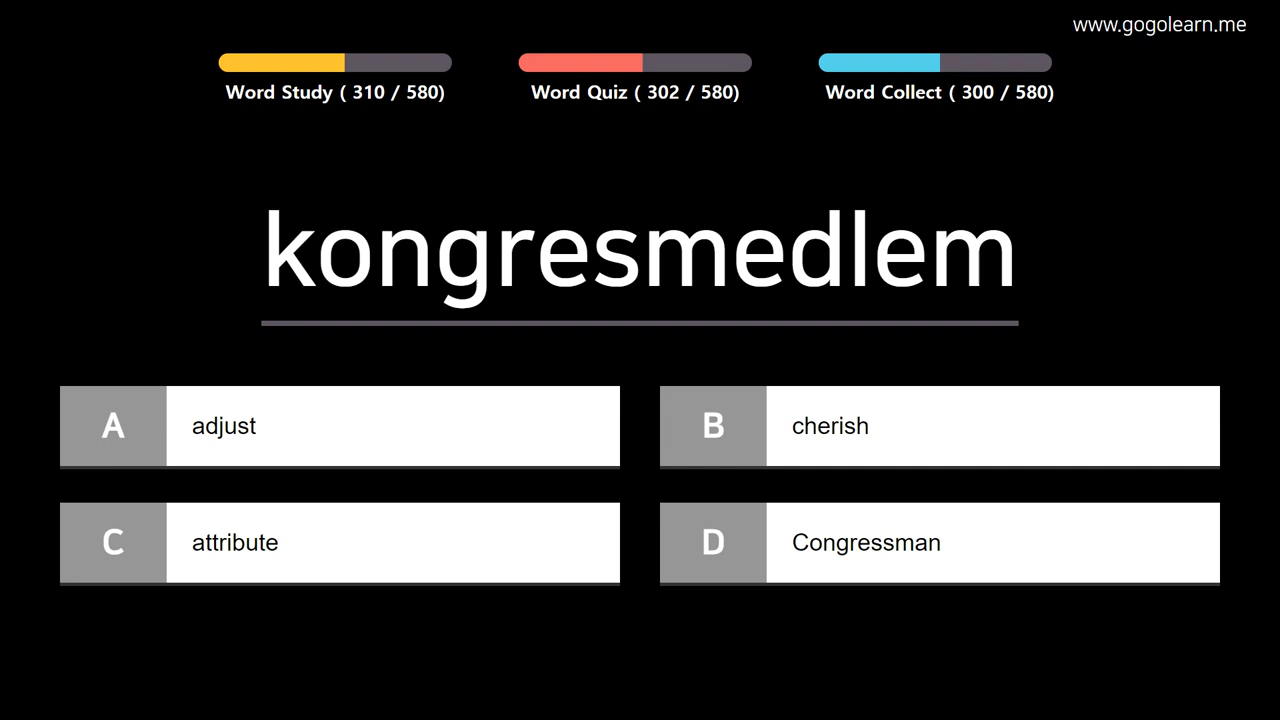 www.gogolearn.me
Word Study ( 310 / 580)
Word Quiz ( 302 / 580)
Word Collect ( 300 / 580)
kongresmedlem
A
adjust
B
cherish
C
attribute
D
Congressman